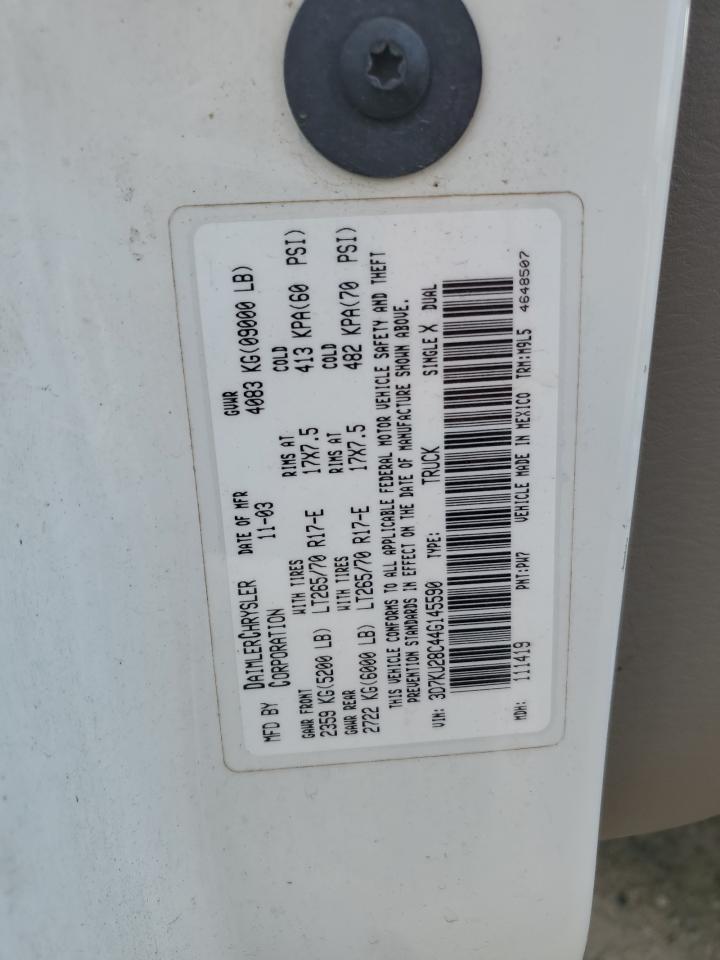 MFD BY DAIMLERCHRYSLER CORPORATION DATE OF MFR 11-03 GVWR 4083 KG(09000 LB)
GAWR FRONT WITH TIRES RIMS AT COLD
2359 KG(5200 LB) LT265/70 R17-E 17X7.5 413 KPA(60 PSI)
GAWR REAR WITH TIRES RIMS AT COLD
2722 KG(6000 LB) LT265/70 R17-E 17X7.5 482 KPA(70 PSI)
THIS VEHICLE CONFORMS TO ALL APPLICABLE FEDERAL MOTOR VEHICLE SAFETY AND THEFT
PREVENTION STANDARDS IN EFFECT ON THE DATE OF MANUFACTURE SHOWN ABOVE.
VIN: 3D7KU28C44G145590 TYPE: TRUCK SINGLE X DUAL
MDH: 111419 PNT:PW7 VEHICLE MADE IN MEXICO TRM:M9L5 4648507